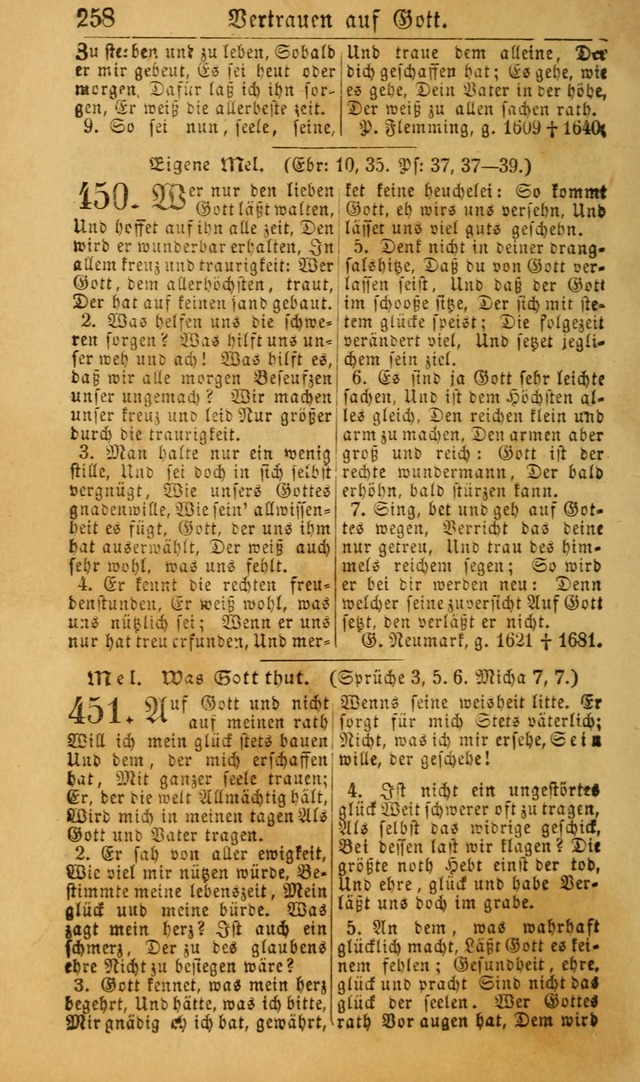 258 Vertrauen auf Gott.
Zu sterben und zu leben, Sobald
er mir gebeut, Es sei heut oder
morgen, Dafür laß ich ihn sor-
gen, Er weiß die allerbeste zeit.
9. So sei nun, seele, seine,
Und traue dem alleine, Der
dich geschaffen hat; Es gehe, wie
es gehe, Dein Vater in der höhe,
Der weiß zu allen sachen rath.
P. Flemming, g. 1609 † 1640.
Eigene Mel. (Ebr: 10, 35. Ps: 37, 37—39.)
450. Wer nur den lieben
Gott läßt walten,
Und hoffet auf ihn alle zeit, Den
wird er wunderbar erhalten, In
allem kreuz und traurigkeit: Wer
Gott, dem allerhöchsten, traut,
Der hat auf keinen sand gebaut.
2. Was helfen uns die schwe-
ren sorgen? Was hilft uns un-
ser weh und ach! Was hilft es,
daß wir alle morgen Beseufzen
unser ungemach? Wir machen
unser kreuz und leid Nur größer
durch die traurigkeit.
3. Man halte nur ein wenig
stille, Und sei doch in sich selbst
vergnügt, Wie unsers Gottes
gnadenwille, Wie sein' allwissen-
heit es fügt, Gott, der uns ihm
hat auserwählt, Der weiß auch
sehr wohl, was uns fehlt.
4. Er kennt die rechten freu-
denstunden, Er weiß wohl, was
uns nützlich sei; Wenn er uns
nur hat treu erfunden, Und mer-
ket keine heuchelei: So kommt
Gott, eh wirs uns versehn, Und
lässet uns viel guts geschehn.
5. Denk nicht in deiner drang-
salshitze, Daß du von Gott ver-
lassen seist, Und daß der Gott
im schooße sitze, Der sich mit ste-
tem glücke speist; Die folgezeit
verändert viel, Und setzet jegli-
chem sein ziel.
6. Es sind ja Gott sehr leichte
sachen, Und ist dem Höchsten al-
les gleich, Den reichen klein und
arm zu machen, Den armen aber
groß und reich: Gott ist der
rechte wundermann, Der bald
erhöhn, bald stürzen kann.
7. Sing, bet und geh auf Got-
tes wegen, Verricht das deine
nur getreu, Und trau des him-
mels reichem segen; So wird
er bei dir werden neu: Denn
welcher seine zuversicht Auf Gott
setzt, den verläßt er nicht.
G. Neumark, g. 1621 † 1681.
Mel. Was Gott thut. (Sprüche 3, 5. 6. Micha 7, 7.)
451. Auf Gott und nicht
auf meinen rath
Will ich mein glück stets bauen
Und dem, der mich erschaffen
hat, Mit ganzer seele trauen;
Er, der die welt Allmächtig hält,
Wird mich in meinen tagen Als
Gott und Vater tragen.
2. Er sah von aller ewigkeit,
Wie viel mir nützen würde, Be-
stimmte meine lebenszeit, Mein
glück uud meine bürde. Was
zagt mein herz? Ist auch ein
schmerz, Der zu des glaubens
ehre Nicht zu besiegen wäre?
3. Gott kennet, was mein herz
begehrt, Und hätte, was ich bitte,
Mir gnädig eh ich bat, gewährt,
Wenns seine weisheit litte. Er
sorgt für mich Stets väterlich;
Nicht, was ich mir ersehe, Sein
wille, der geschehe!
4. Ist nicht ein ungestörtes
glück Weit schwerer oft zu tragen,
Als selbst das widrige geschick,
Bei dessen last wir klagen? Die
größte noth Hebt einst der tod,
Und ehre, glück und habe Ver-
läßt uns doch im grabe.
5. An dem, was wahrhaft
glücklich macht, Läßt Gott es kei-
nem fehlen; Gesundheit, ehre,
glück und pracht Sind nicht das
glück der seelen. Wer Gottes
rath Vor augen hat, Dem wird